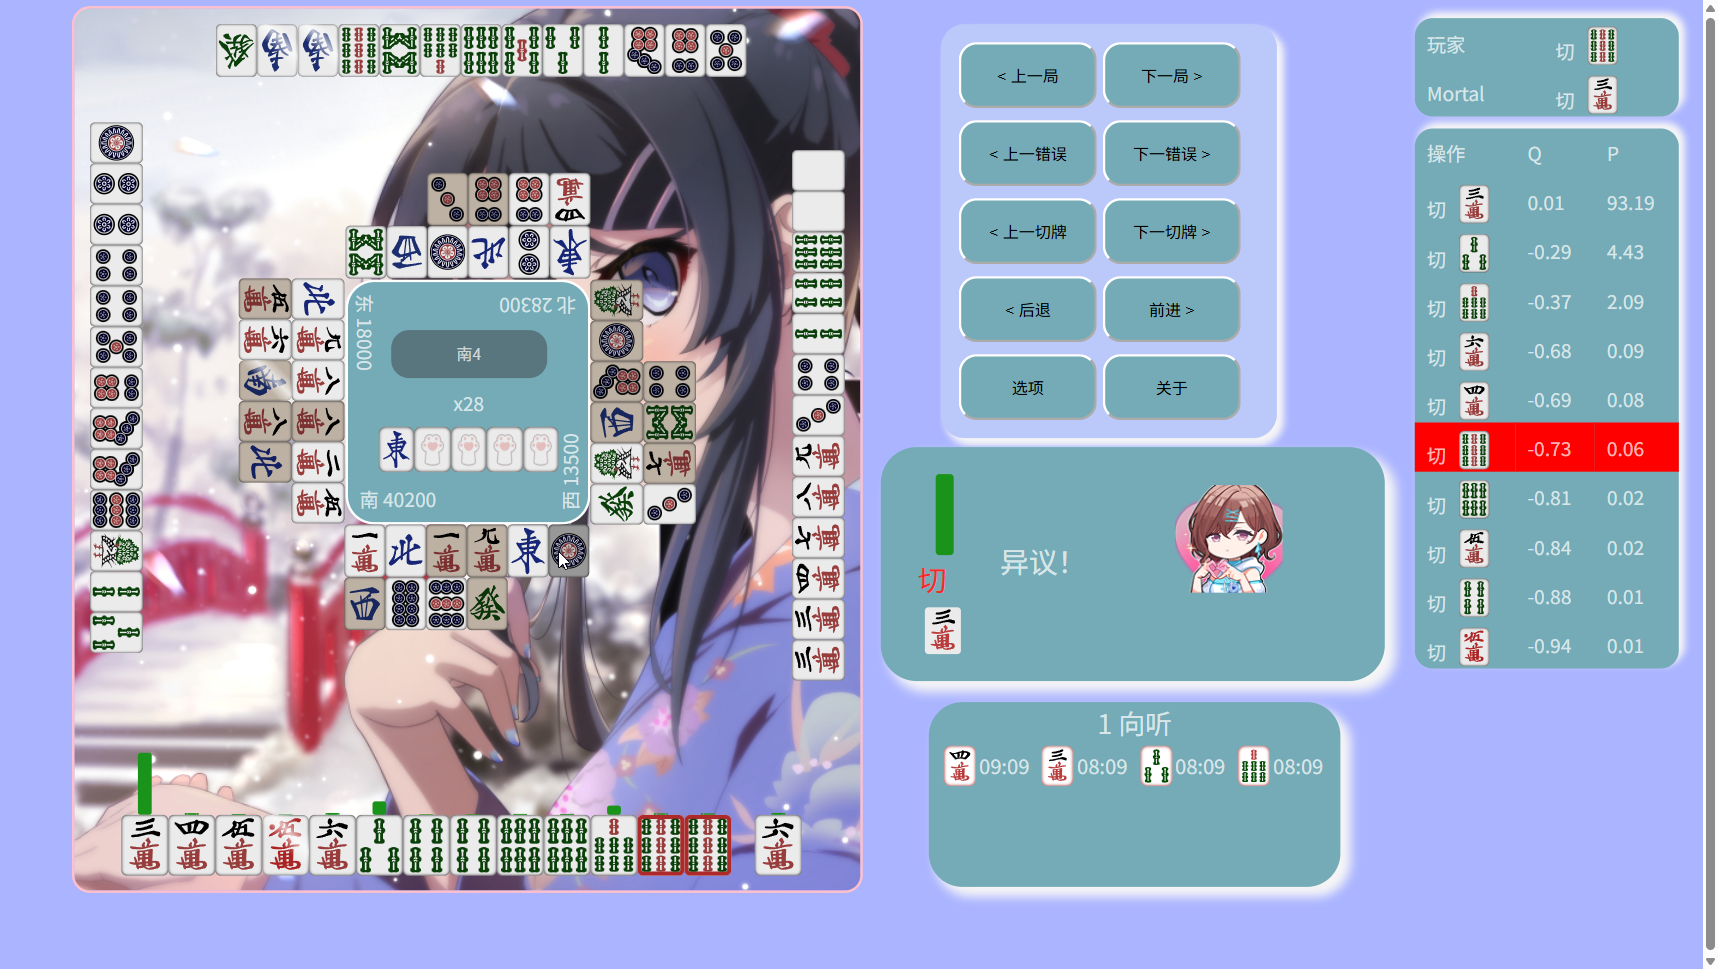 < 上一局
下一局 >
< 上一错误
下一错误 >
< 上一切牌
下一切牌 >
< 后退
前进 >
选项
关于
玩家 切
Mortal 切
操作 Q P
切 0.01 93.19
切 -0.29 4.43
切 -0.37 2.09
切 -0.68 0.09
切 -0.69 0.08
切 -0.73 0.06
切 -0.81 0.02
切 -0.84 0.02
切 -0.88 0.01
切 -0.94 0.01
北 28300
东 18000
南4
x28
西 13500
南 40200
切
异议!
1 向听
09:09 08:09 08:09 08:09